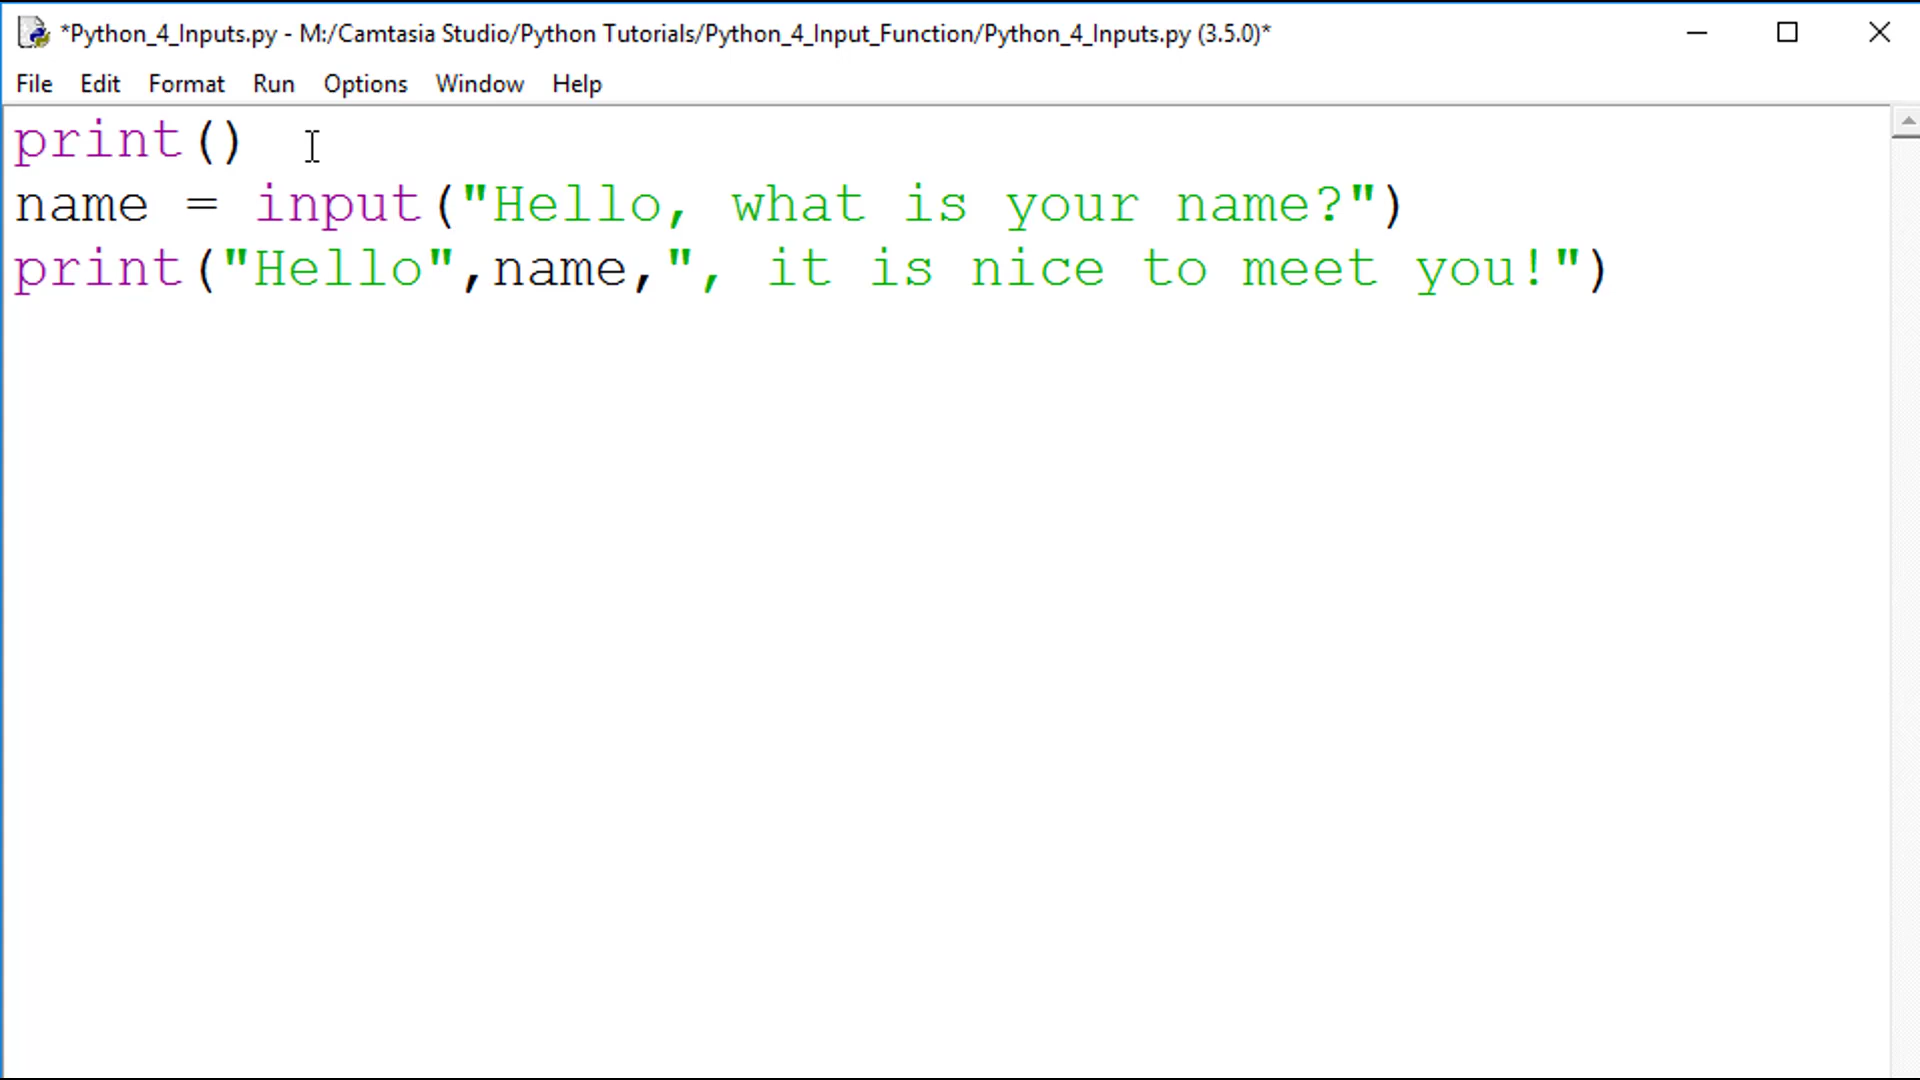 *Python_4_Inputs.py - M:/Camtasia Studio/Python Tutorials/Python_4_Input_Function/Python_4_Inputs.py (3.5.0)*
File Edit Format Run Options Window Help
print()
name = input("Hello, what is your name?")
print("Hello",name,", it is nice to meet you!")